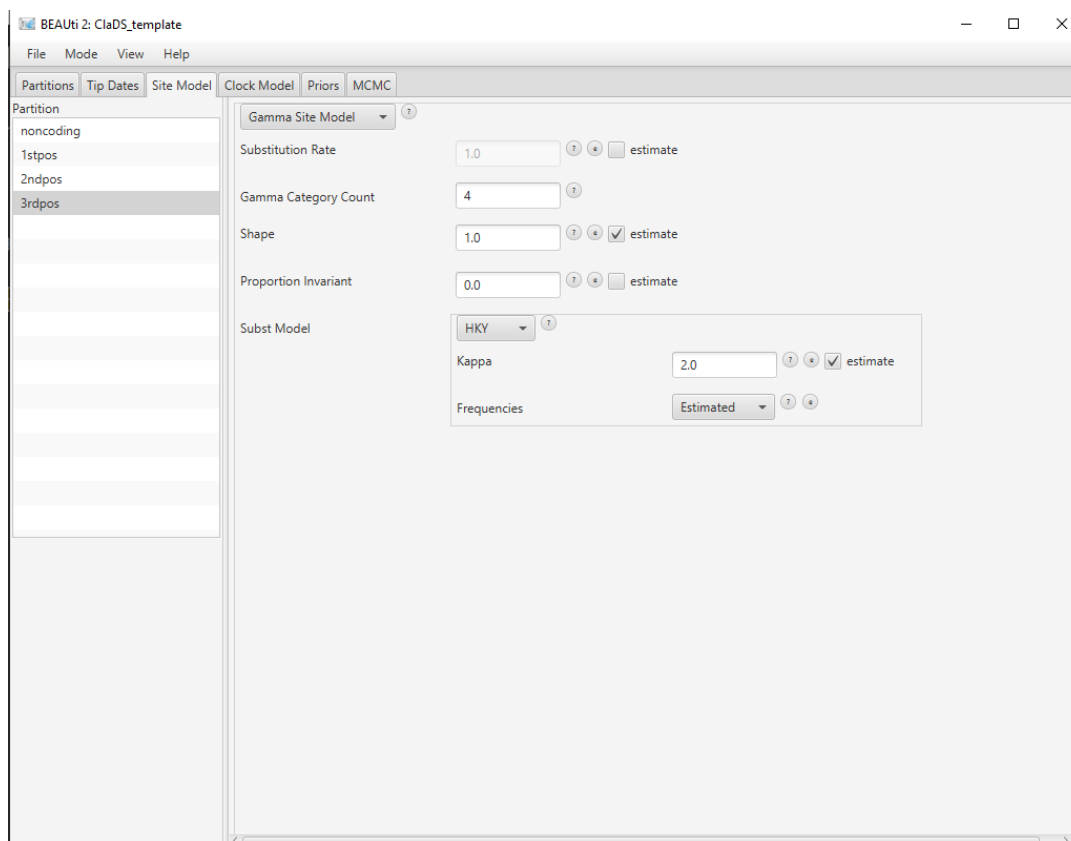 BEAUti 2: ClaDS_template
File Mode View Help
Partitions Tip Dates Site Model Clock Model Priors MCMC
Partition
noncoding
1stpos
2ndpos
3rdpos
Gamma Site Model ?
Substitution Rate 1.0 ? e estimate
Gamma Category Count 4 ?
Shape 1.0 ? e estimate
Proportion Invariant 0.0 ? e estimate
Subst Model HKY ?
Kappa 2.0 ? e estimate
Frequencies Estimated ? e